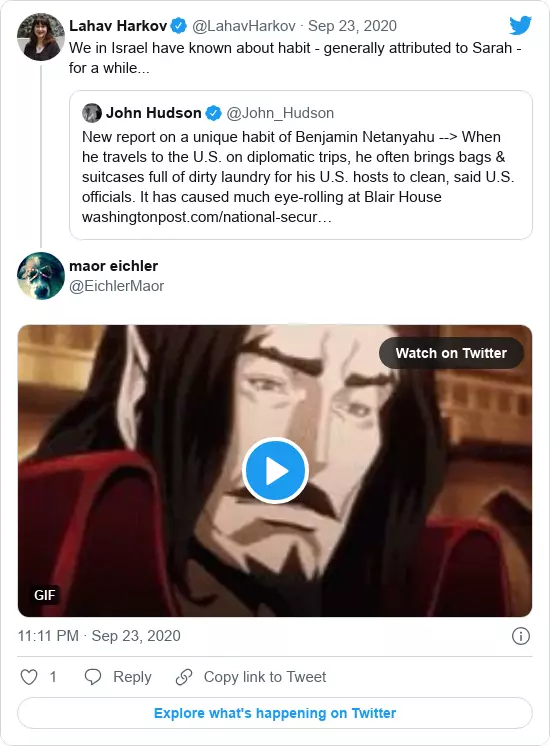 Lahav Harkov @LahavHarkov · Sep 23, 2020
We in Israel have known about habit - generally attributed to Sarah -
for a while...
John Hudson @John_Hudson
New report on a unique habit of Benjamin Netanyahu --> When
he travels to the U.S. on diplomatic trips, he often brings bags &
suitcases full of dirty laundry for his U.S. hosts to clean, said U.S.
officials. It has caused much eye-rolling at Blair House
washingtonpost.com/national-secur…
maor eichler
@EichlerMaor
Watch on Twitter
GIF
11:11 PM · Sep 23, 2020
1 Reply Copy link to Tweet
Explore what's happening on Twitter